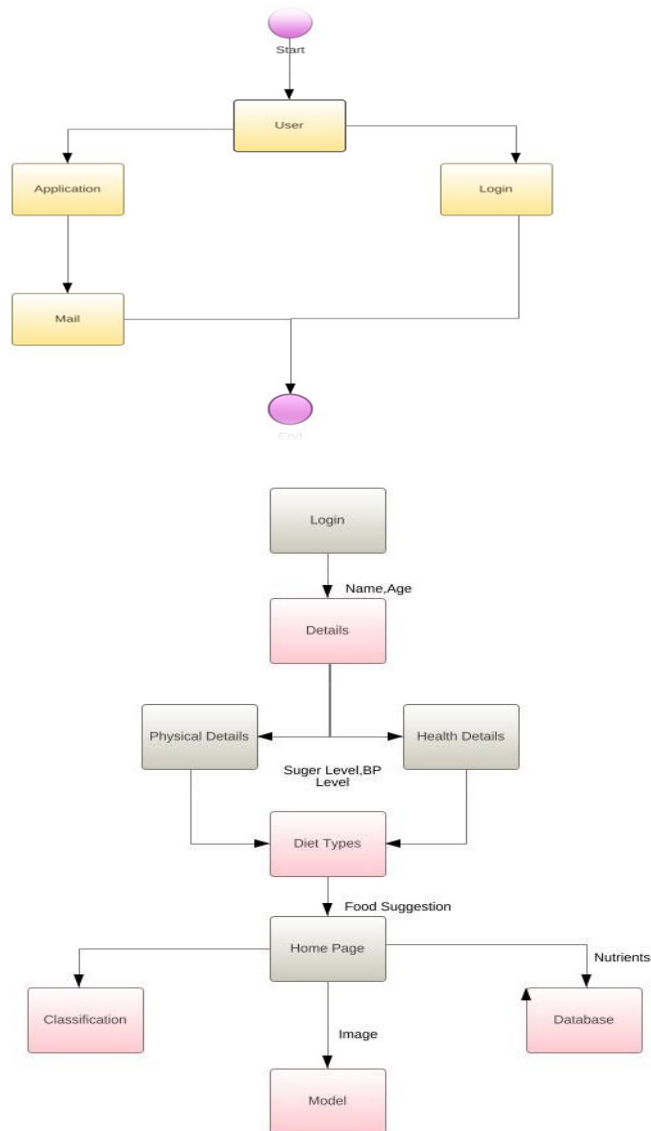 Start
User
Application
Login
Mail
End
Login
Name,Age
Details
Physical Details
Health Details
Suger Level,BP
Level
Diet Types
Food Suggestion
Home Page
Nutrients
Classification
Database
Image
Model